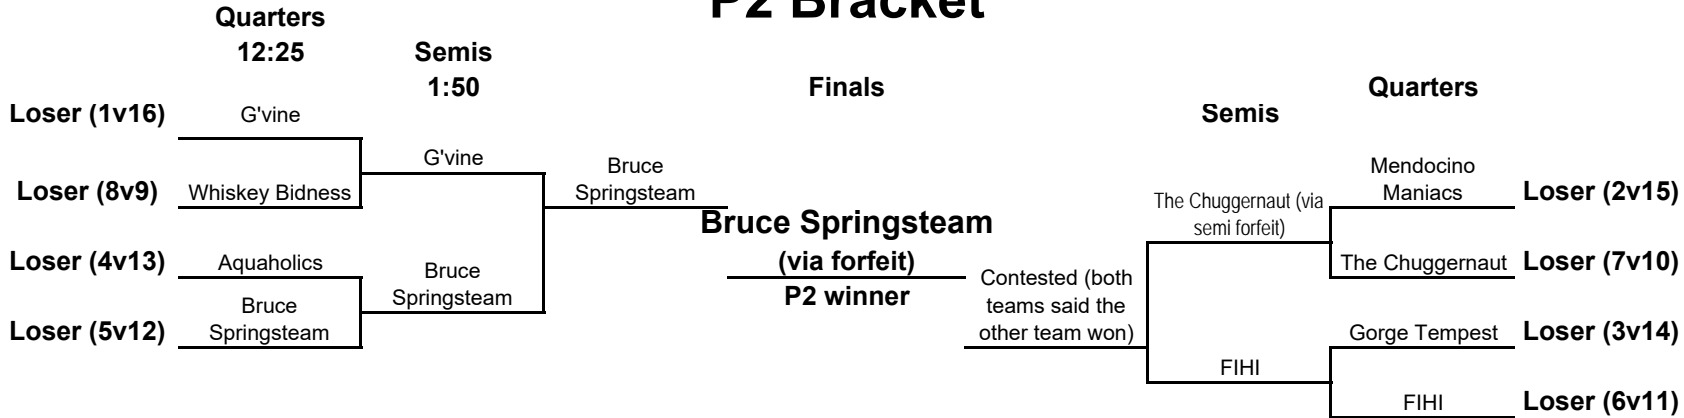 P2 Bracket
Quarters
12:25
Semis
1:50
Finals
Quarters
Semis
Loser (1v16)
G'vine
G'vine
Loser (8v9)
Whiskey Bidness
Bruce
Springsteam
Loser (4v13)
Aquaholics
Bruce
Springsteam
Loser (5v12)
Bruce
Springsteam
Bruce Springsteam
(via forfeit)
P2 winner
Contested (both
teams said the
other team won)
The Chuggernaut (via
semi forfeit)
Mendocino
Maniacs
Loser (2v15)
The Chuggernaut
Loser (7v10)
FIHI
Gorge Tempest
Loser (3v14)
FIHI
Loser (6v11)